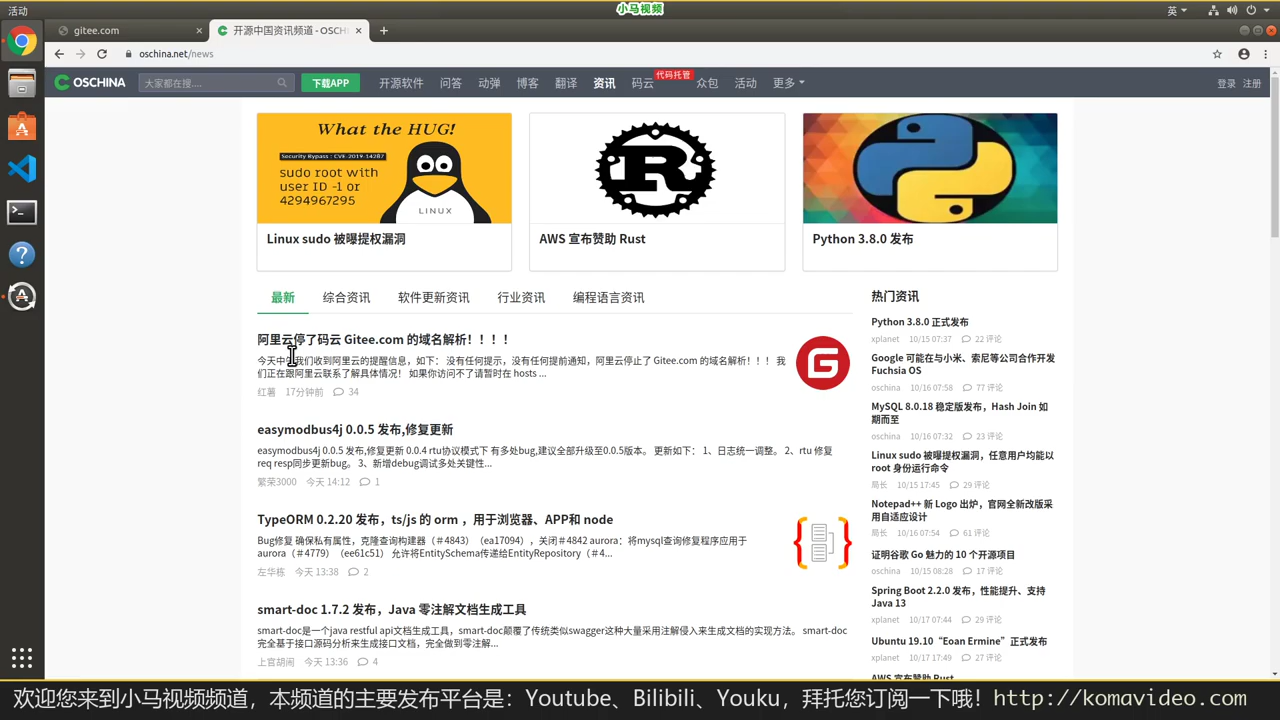 活动
小马视频
英
gitee.com
开源中国资讯频道 - OSCH
oschina.net/news
OSCHINA
大家都在搜....
下载APP
开源软件
问答
动弹
博客
翻译
资讯
码云
代码托管
众包
活动
更多
登录
注册
What the HUG!
Security Bypass : CVE-2019-14287
sudo root with
user ID -1 or
4294967295
LINUX
Linux sudo 被曝提权漏洞
AWS 宣布赞助 Rust
Python 3.8.0 发布
最新
综合资讯
软件更新资讯
行业资讯
编程语言资讯
阿里云停了码云 Gitee.com 的域名解析！！！！
今天中午我们收到阿里云的提醒信息，如下： 没有任何提示，没有任何提前通知，阿里云停止了 Gitee.com 的域名解析！！！ 我
们正在跟阿里云联系了解具体情况！ 如果你访问不了请暂时在 hosts ...
红薯 17分钟前 34
easymodbus4j 0.0.5 发布,修复更新
easymodbus4j 0.0.5 发布,修复更新 0.0.4 rtu协议模式下 有多处bug,建议全部升级至0.0.5版本。 更新如下： 1、日志统一调整。 2、rtu 修复
req resp同步更新bug。 3、新增debug调试多处关键性...
繁荣3000 今天 14:12 1
TypeORM 0.2.20 发布，ts/js 的 orm ，用于浏览器、APP和 node
Bug修复 确保私有属性，克隆查询构建器（＃4843）（ea17094），关闭＃4842 aurora：将mysql查询修复程序应用于
aurora（＃4779）（ee61c51） 允许将EntitySchema传递给EntityRepository（＃4...
左华栋 今天 13:38 2
smart-doc 1.7.2 发布，Java 零注解文档生成工具
smart-doc是一个java restful api文档生成工具，smart-doc颠覆了传统类似swagger这种大量采用注解侵入来生成文档的实现方法。 smart-doc
完全基于接口源码分析来生成接口文档，完全做到零注解...
上官胡闹 今天 13:36 4
热门资讯
Python 3.8.0 正式发布
xplanet 10/15 07:37 22 评论
Google 可能在与小米、索尼等公司合作开发
Fuchsia OS
oschina 10/16 07:58 77 评论
MySQL 8.0.18 稳定版发布，Hash Join 如
期而至
oschina 10/16 07:32 23 评论
Linux sudo 被曝提权漏洞，任意用户均能以
root 身份运行命令
局长 10/15 17:45 29 评论
Notepad++ 新 Logo 出炉，官网全新改版采
用自适应设计
局长 10/16 07:54 61 评论
证明谷歌 Go 魅力的 10 个开源项目
oschina 10/15 08:28 17 评论
Spring Boot 2.2.0 发布，性能提升、支持
Java 13
xplanet 10/17 07:44 29 评论
Ubuntu 19.10“Eoan Ermine”正式发布
xplanet 10/17 17:49 27 评论
AWS 宣布赞助 Rust
欢迎您来到小马视频频道，本频道的主要发布平台是：Youtube、Bilibili、Youku，拜托您订阅一下哦！http://komavideo.com